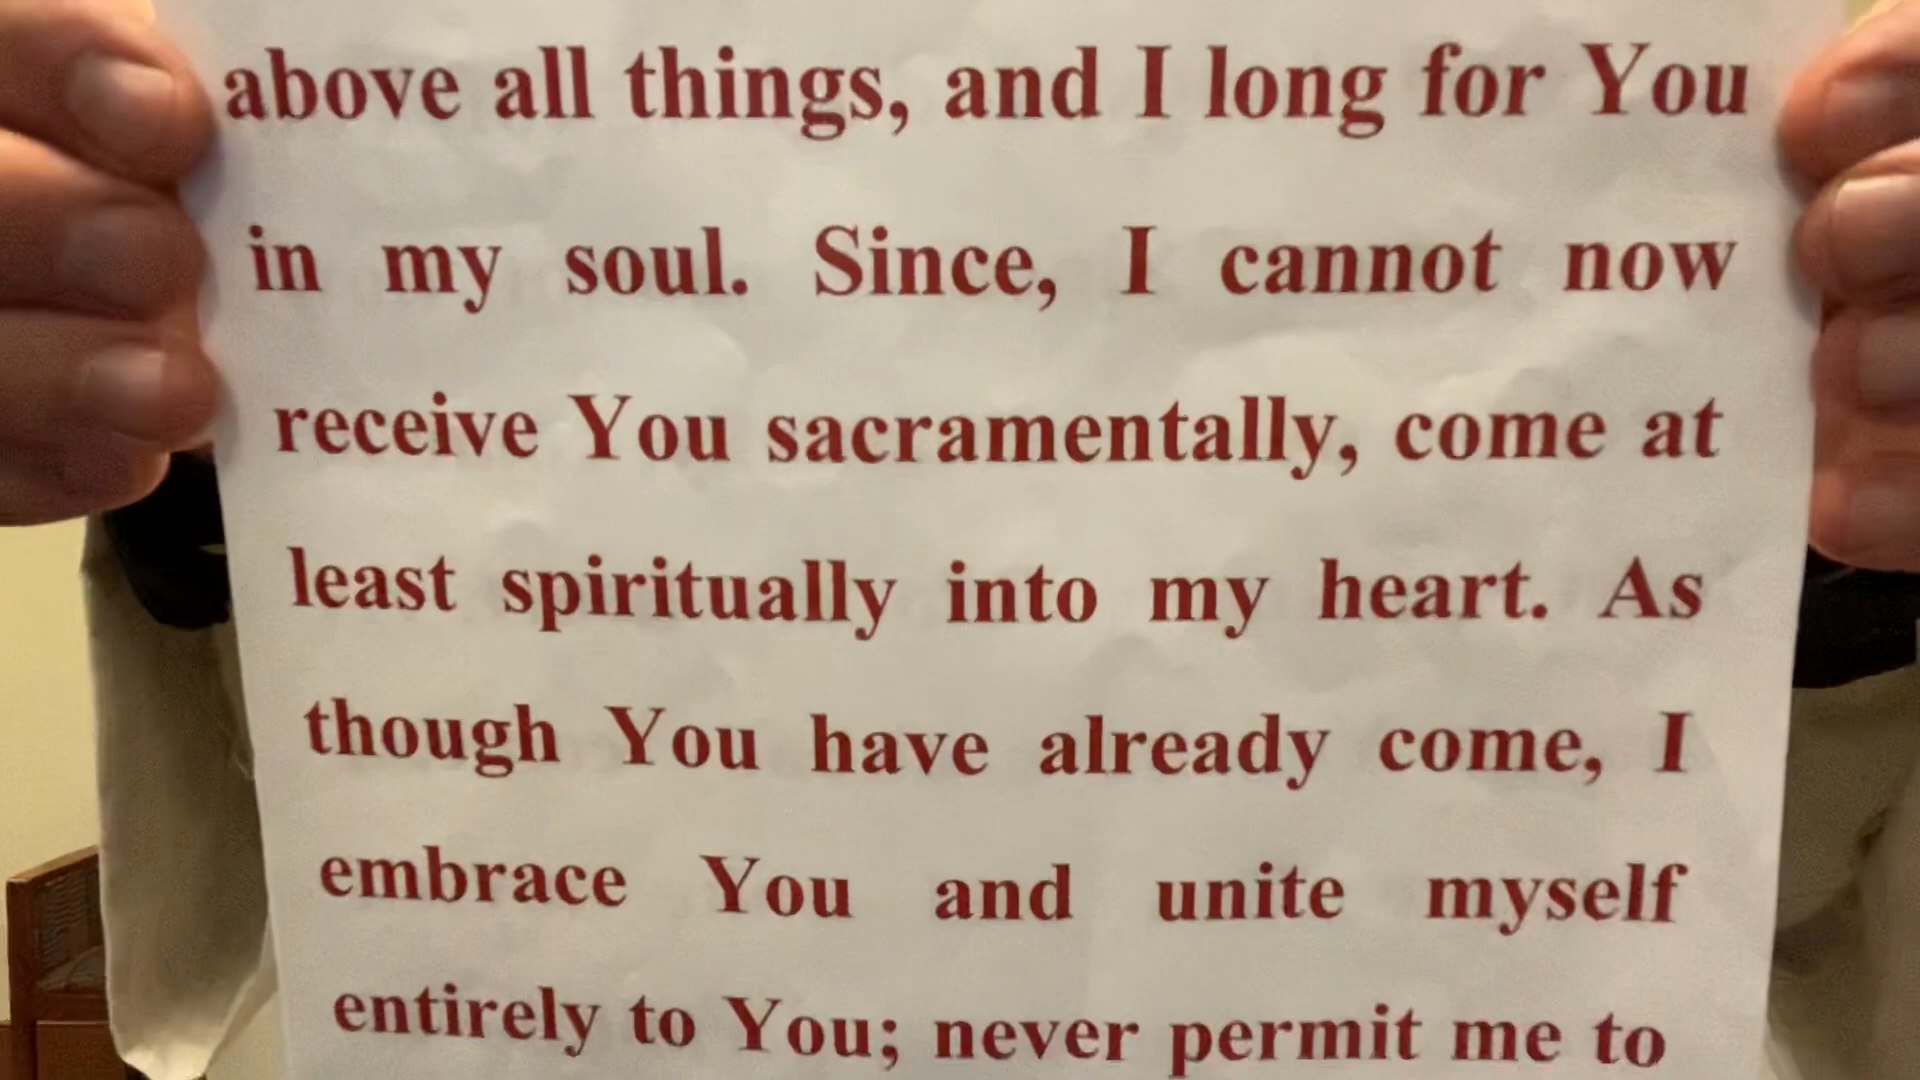 above all things, and I long for You
in my soul. Since, I cannot now
receive You sacramentally, come at
least spiritually into my heart. As
though You have already come, I
embrace You and unite myself
entirely to You; never permit me to